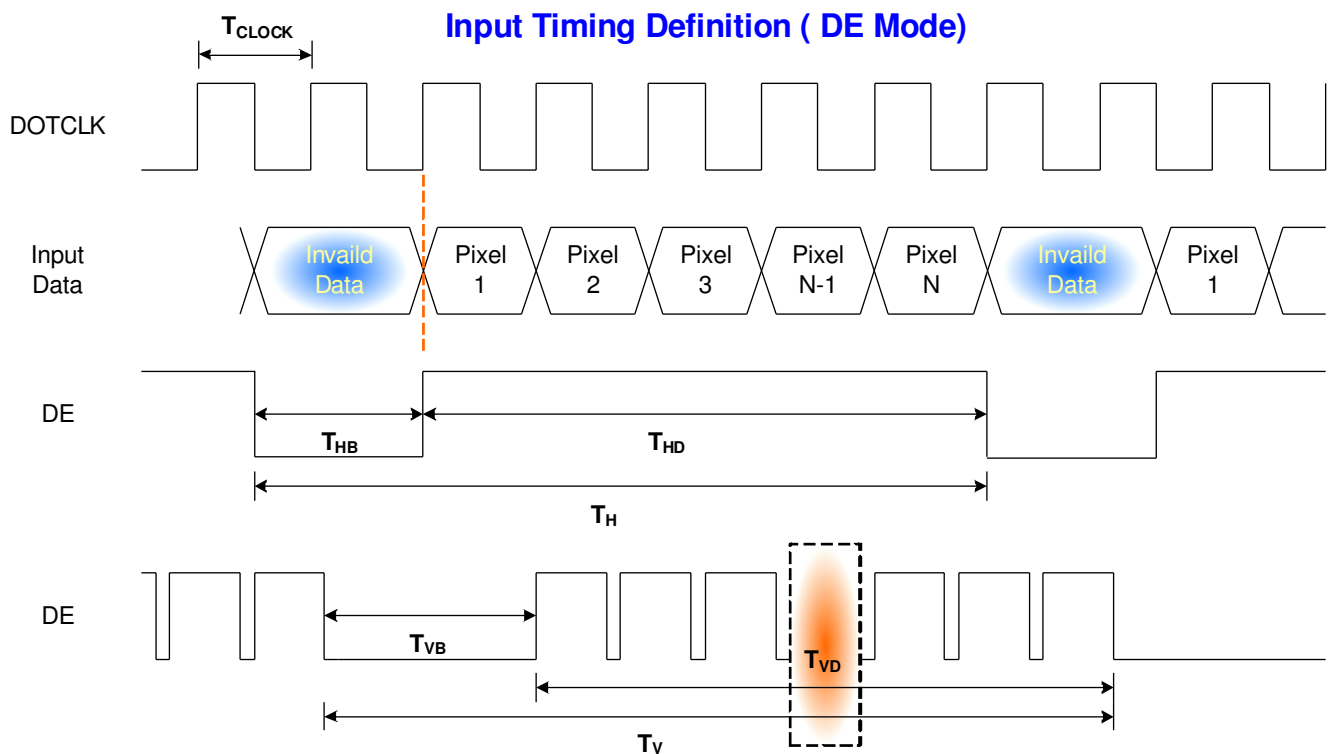 Input Timing Definition ( DE Mode)
TCLOCK
DOTCLK
Input
Data
Invaild
Data
Pixel
1
Pixel
2
Pixel
3
Pixel
N-1
Pixel
N
Invaild
Data
Pixel
1
DE
THB
THD
TH
DE
TVB
TVD
TV